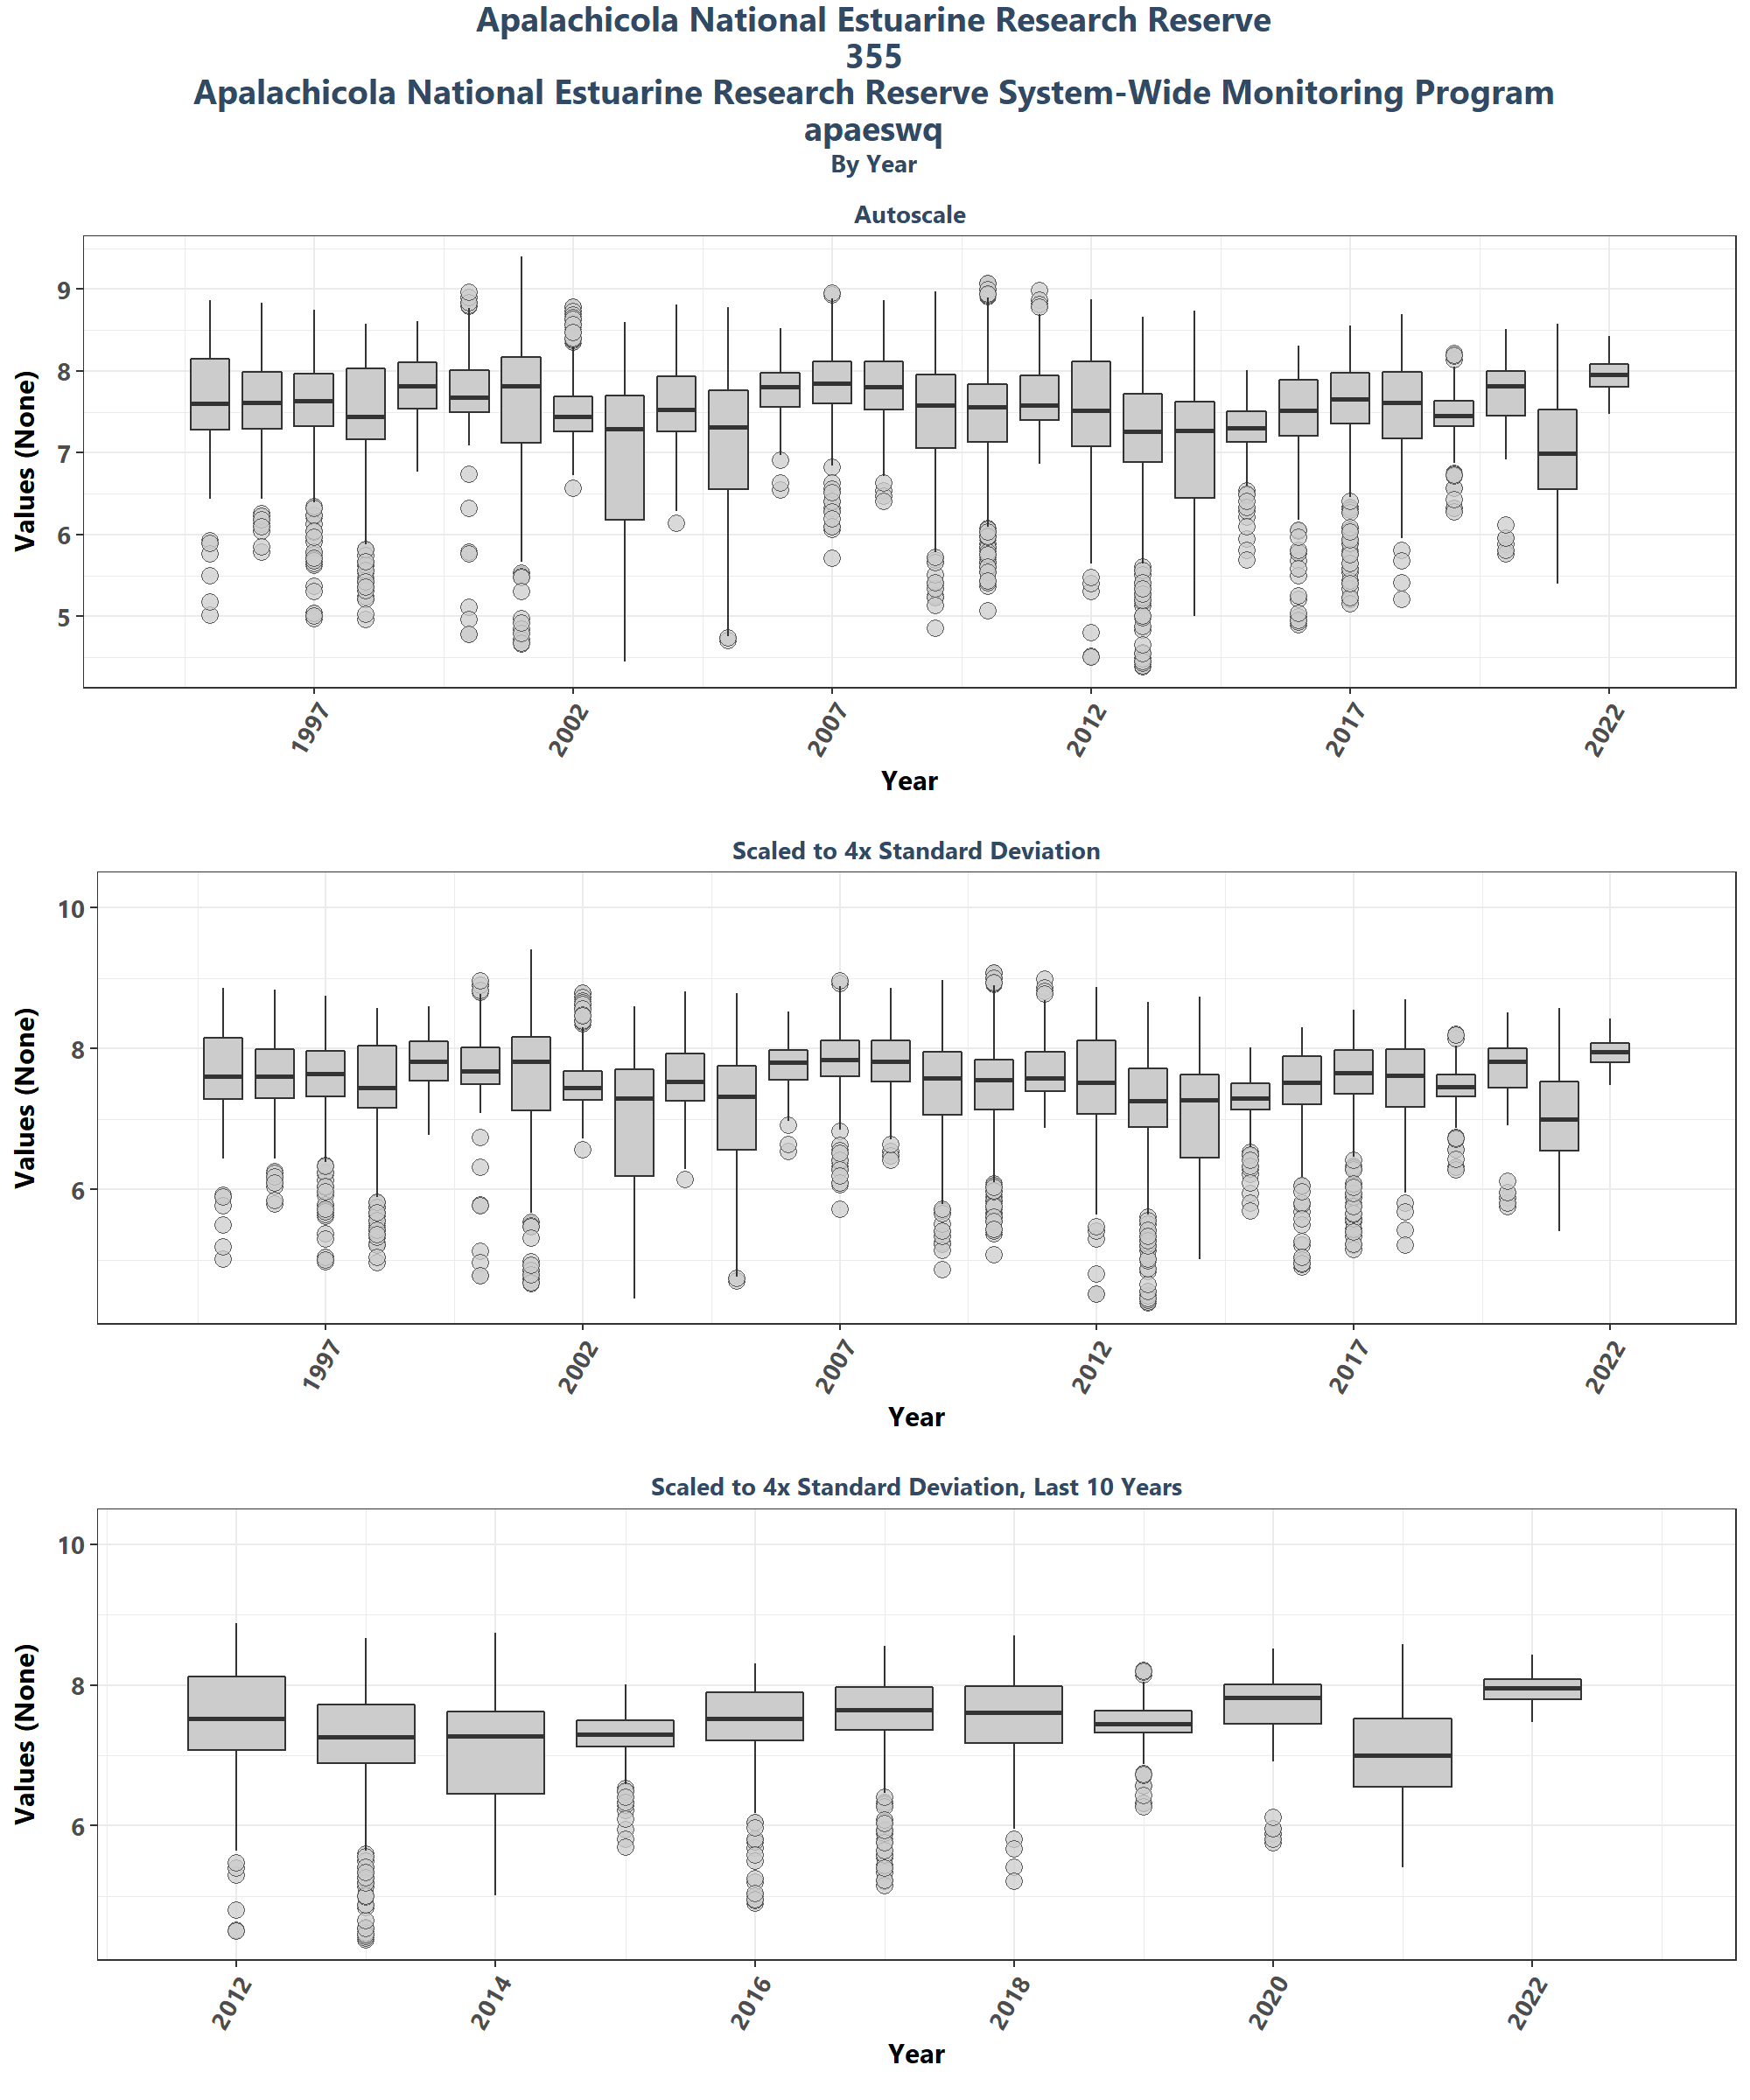 Apalachicola National Estuarine Research Reserve
355
Apalachicola National Estuarine Research Reserve System-Wide Monitoring Program
apaeswq
By Year
Autoscale
Values (None)
9
8
7
6
5
1997
2002
2007
2012
2017
2022
Year
Scaled to 4x Standard Deviation
Values (None)
10
8
6
1997
2002
2007
2012
2017
2022
Year
Scaled to 4x Standard Deviation, Last 10 Years
Values (None)
10
8
6
2012
2014
2016
2018
2020
2022
Year